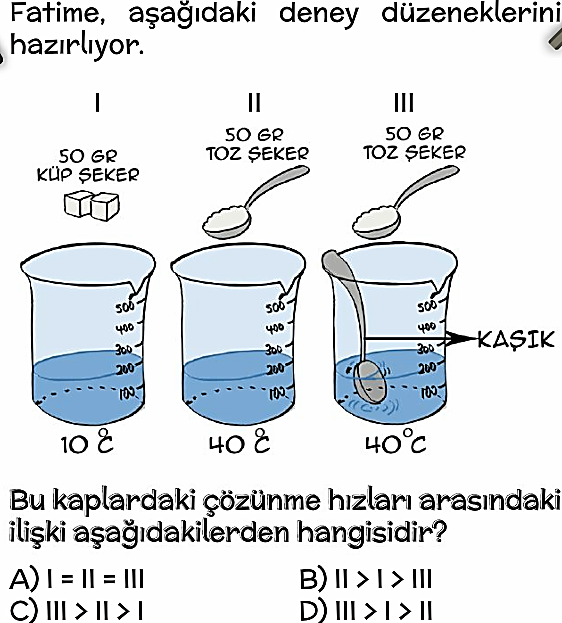 Fatime, aşağıdaki deney düzeneklerini
hazırlıyor.
I II III
50 GR
KÜP ŞEKER
50 GR
TOZ ŞEKER
50 GR
TOZ ŞEKER
500
400
300
200
100
500
400
300
200
100
500
400
300
200
100
KAŞIK
10 °C 40 °C 40°C
Bu kaplardaki çözünme hızları arasındaki
ilişki aşağıdakilerden hangisidir?
A) I = II = III B) II > I > III
C) III > II > I D) III > I > II